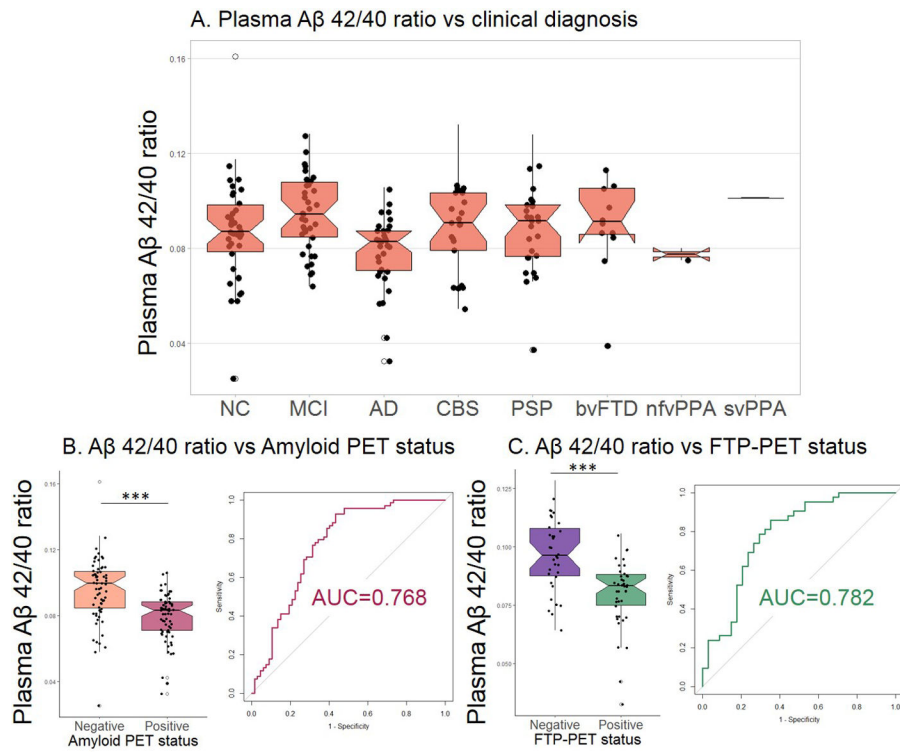 A. Plasma Aβ 42/40 ratio vs clinical diagnosis
Plasma Aβ 42/40 ratio
0.16
0.12
0.08
0.04
NC MCI AD CBS PSP bvFTD nfvPPA svPPA
B. Aβ 42/40 ratio vs Amyloid PET status
Plasma Aβ 42/40 ratio
0.16
0.12
0.08
0.04
***
Negative Positive
Amyloid PET status
Sensitivity
1.0
0.8
0.6
0.4
0.2
0.0
AUC=0.768
0.0 0.2 0.4 0.6 0.8 1.0
1 - Specificity
C. Aβ 42/40 ratio vs FTP-PET status
Plasma Aβ 42/40 ratio
0.125
0.100
0.075
0.050
***
Negative Positive
FTP-PET status
Sensitivity
1.0
0.8
0.6
0.4
0.2
0.0
AUC=0.782
0.0 0.2 0.4 0.6 0.8 1.0
1 - Specificity